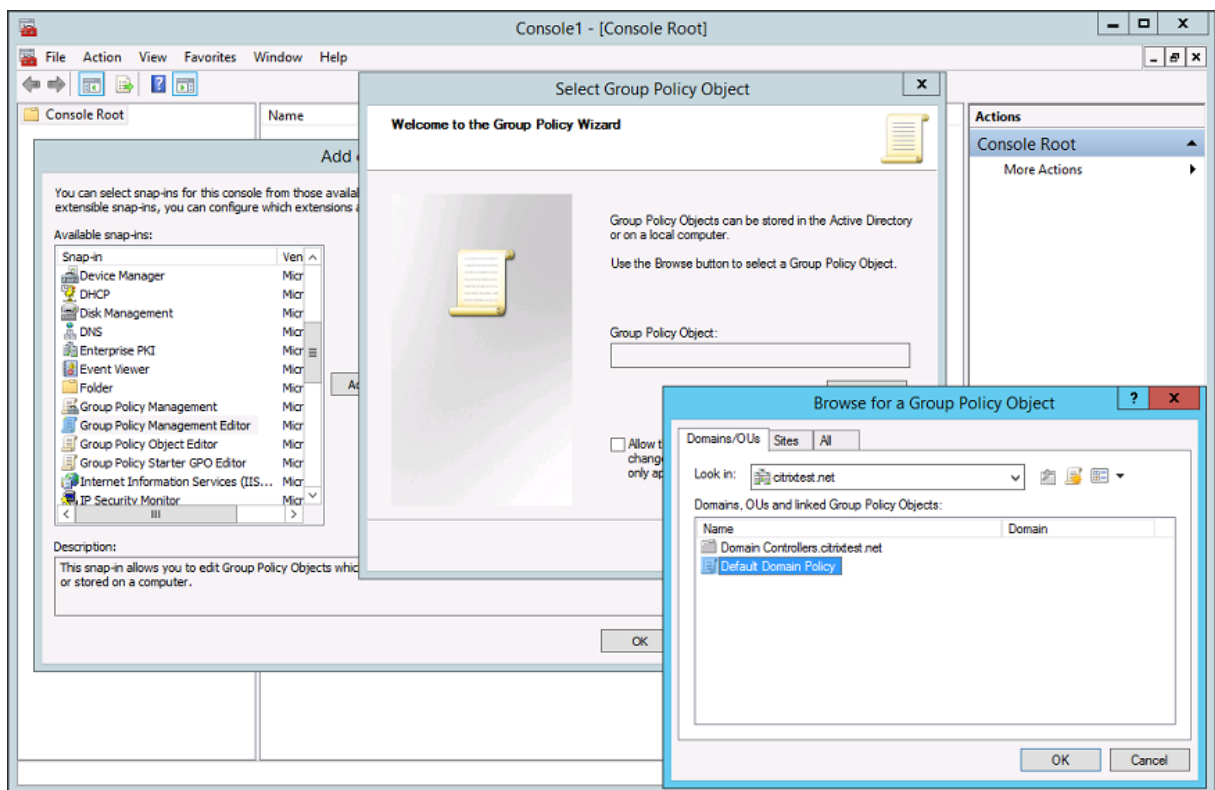 Console1 - [Console Root]
File Action View Favorites Window Help
Console Root
Name
Actions
Console Root
More Actions
Add
You can select snap-ins for this console from those
extensible snap-ins, you can configure which extensions
Available snap-ins:
Snap-in
Device Manager Micr
DHCP Micr
Disk Management Micr
DNS Micr
Enterprise PKI Micr
Event Viewer Micr
Folder Micr
Group Policy Management Micr
Group Policy Management Editor Micr
Group Policy Object Editor Micr
Group Policy Starter GPO Editor Micr
Internet Information Services (IIS... Micr
IP Security Monitor Micr
Description:
This snap-in allows you to edit Group Policy Objects
or stored on a computer.
OK
Select Group Policy Object
Welcome to the Group Policy Wizard
Group Policy Objects can be stored in the Active Directory
or on a local computer.
Use the Browse button to select a Group Policy Object.
Group Policy Object:
Allow
only
Browse for a Group Policy Object
Domains/OUs Sites All
Look in: citrixtest.net
Domains, OUs and linked Group Policy Objects:
Name Domain
Domain Controllers.citrixtest.net
Default Domain Policy
OK Cancel